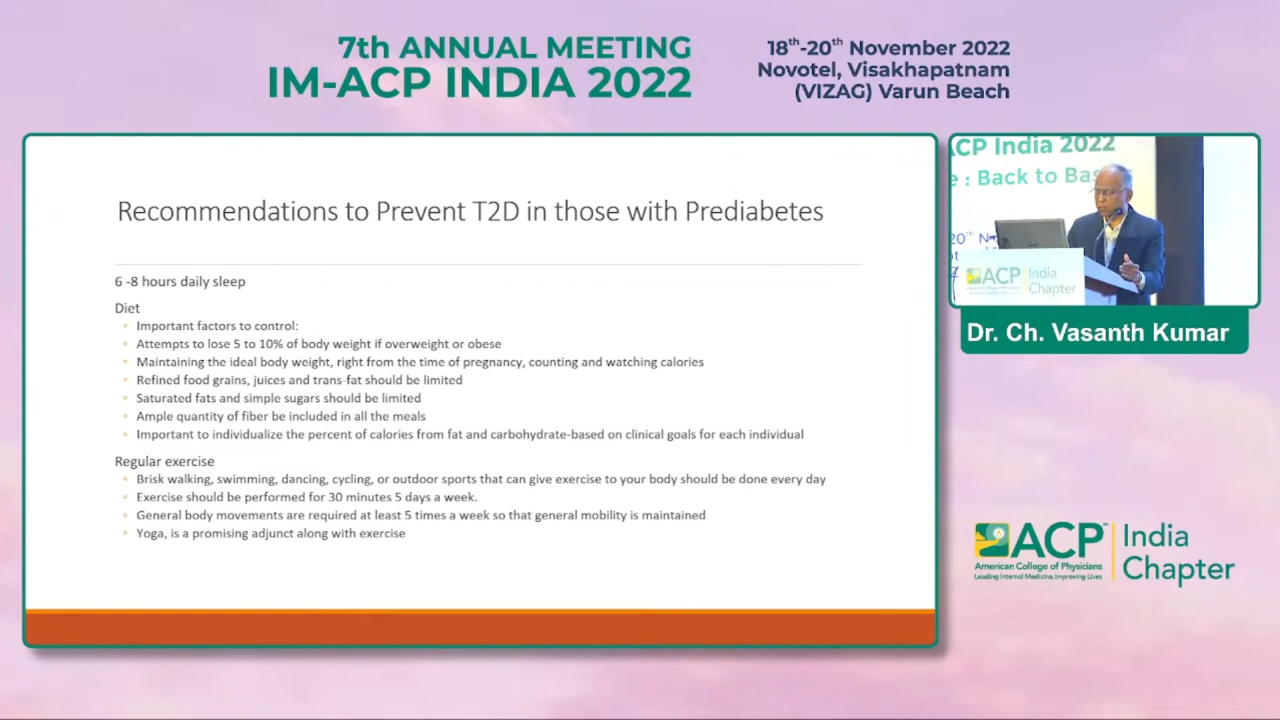 7th ANNUAL MEETING
IM-ACP INDIA 2022
18th-20th November 2022
Novotel, Visakhapatnam
(VIZAG) Varun Beach
Recommendations to Prevent T2D in those with Prediabetes
6 -8 hours daily sleep
Diet
Important factors to control:
Attempts to lose 5 to 10% of body weight if overweight or obese
Maintaining the ideal body weight, right from the time of pregnancy, counting and watching calories
Refined food grains, juices and trans-fat should be limited
Saturated fats and simple sugars should be limited
Ample quantity of fiber be included in all the meals
Important to individualize the percent of calories from fat and carbohydrate-based on clinical goals for each individual
Regular exercise
Brisk walking, swimming, dancing, cycling, or outdoor sports that can give exercise to your body should be done every day
Exercise should be performed for 30 minutes 5 days a week.
General body movements are required at least 5 times a week so that general mobility is maintained
Yoga, is a promising adjunct along with exercise
ACP India 2022
: Back to Bas
20th N
ACP India
Chapter
Dr. Ch. Vasanth Kumar
ACP
American College of Physicians
Leading Internal Medicine, Improving Lives
India
Chapter